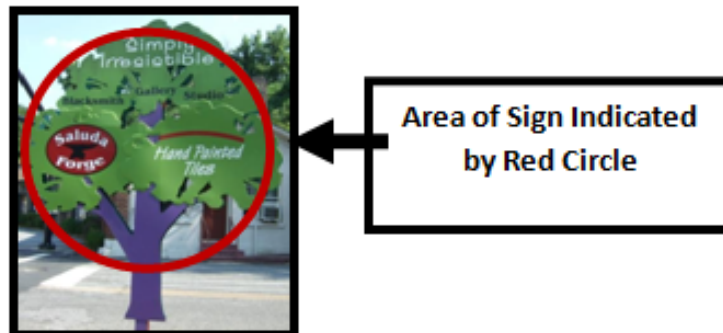 Simply
Irresistible
Blacksmith Gallery Studio
Saluda
Forge
Hand Painted
Tiles
Area of Sign Indicated
by Red Circle